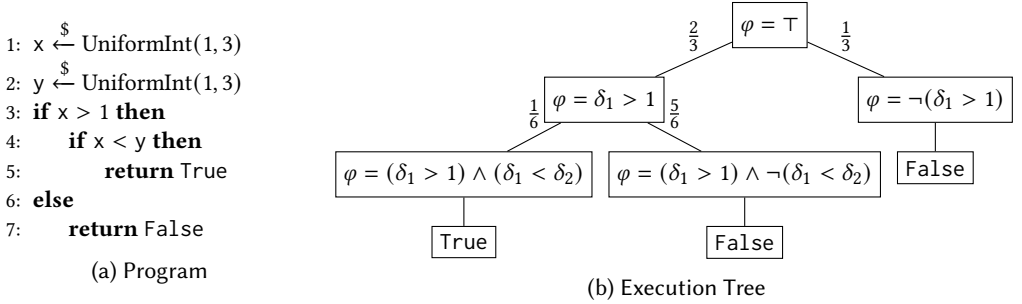 1: x ←$ UniformInt(1, 3)
2: y ←$ UniformInt(1, 3)
3: if x > 1 then
4: if x < y then
5: return True
6: else
7: return False
(a) Program
φ = ⊤
2/3
1/3
φ = δ₁ > 1
φ = ¬(δ₁ > 1)
1/6
5/6
φ = (δ₁ > 1) ∧ (δ₁ < δ₂)
φ = (δ₁ > 1) ∧ ¬(δ₁ < δ₂)
False
True
False
(b) Execution Tree